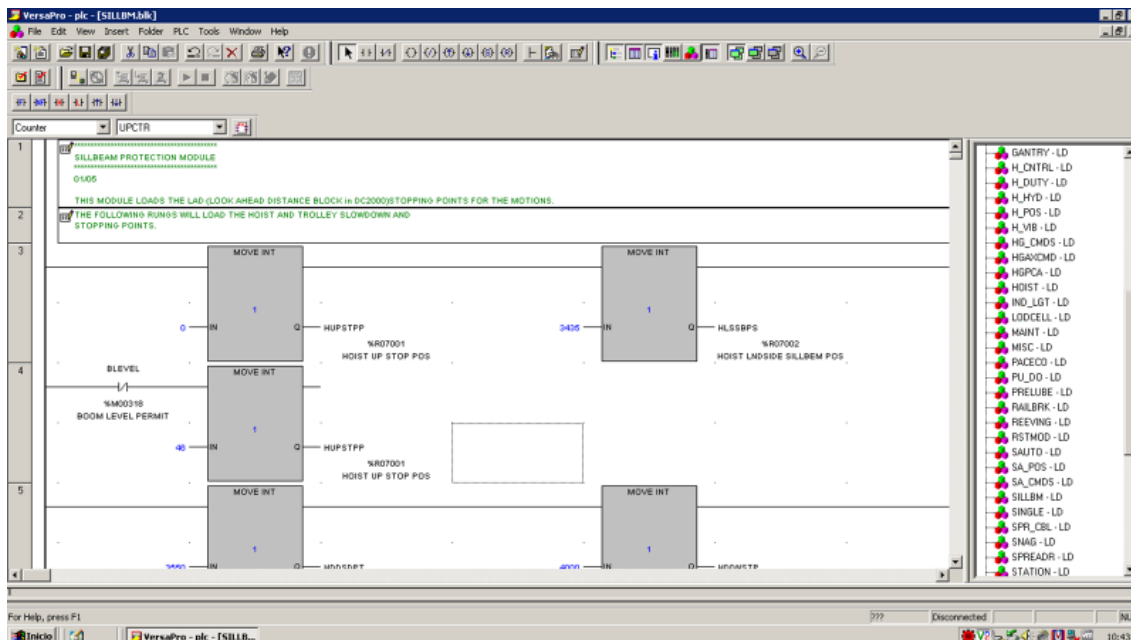 VersaPro - plc - [SILLBM.blk]
File Edit View Insert Folder PLC Tools Window Help
Counter UPCTR
1
SILLBEAM PROTECTION MODULE
01/05
THIS MODULE LOADS THE LAD (LOOK AHEAD DISTANCE BLOCK in DC2000)STOPPING POINTS FOR THE MOTIONS.
2
THE FOLLOWING RUNGS WILL LOAD THE HOIST AND TROLLEY SLOWDOWN AND
STOPPING POINTS.
3
MOVE INT MOVE INT
1 1
0 IN Q HUPSTPP 3435 IN Q HLSSBPS
%R07001 %R07002
HOIST UP STOP POS HOIST LNDSIDE SILLBEM POS
4
BLEVEL MOVE INT
%M00318
BOOM LEVEL PERMIT
1
46 IN Q HUPSTPP
%R07001
HOIST UP STOP POS
5
MOVE INT MOVE INT
1 1
3550 IN Q HDDSDPT 4000 IN Q HDDWSTP
GANTRY - LD
H_CNTRL - LD
H_DUTY - LD
H_HYD - LD
H_POS - LD
H_VIB - LD
HG_CMDS - LD
HGAXCMD - LD
HGPCA - LD
HOIST - LD
IND_LGT - LD
LODCELL - LD
MAINT - LD
MISC - LD
PACECO - LD
PU_DO - LD
PRELUBE - LD
RAILBRK - LD
REEVING - LD
RSTMOD - LD
SAUTO - LD
SA_POS - LD
SA_CMDS - LD
SILLBM - LD
SINGLE - LD
SPR_CBL - LD
SNAG - LD
SPREADR - LD
STATION - LD
For Help, press F1 ??? Disconnected
Inicio VersaPro - plc - [SILLB...